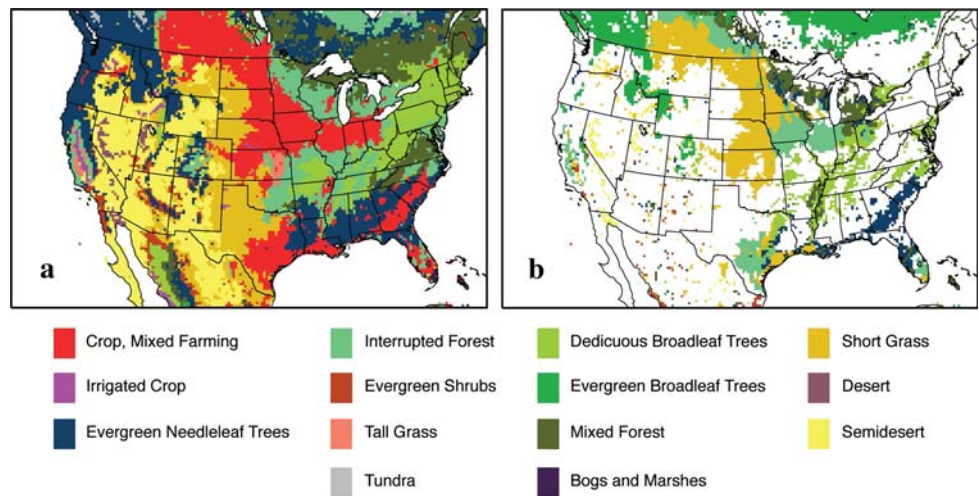 a
b
Crop, Mixed Farming
Interrupted Forest
Dedicuous Broadleaf Trees
Short Grass
Irrigated Crop
Evergreen Shrubs
Evergreen Broadleaf Trees
Desert
Evergreen Needleleaf Trees
Tall Grass
Mixed Forest
Semidesert
Tundra
Bogs and Marshes